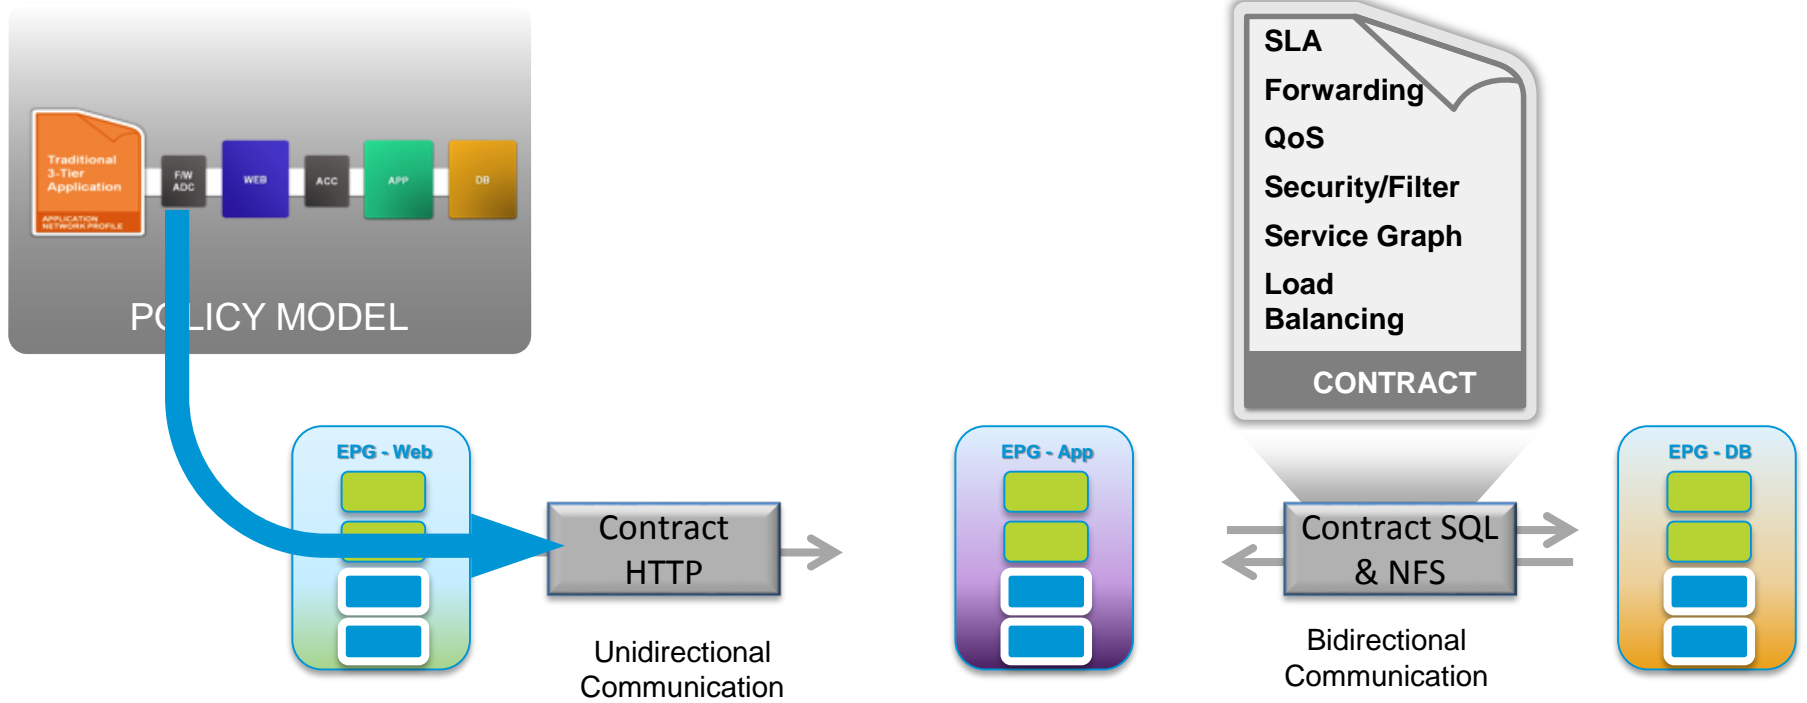 Traditional
3-Tier
Application
APPLICATION
NETWORK PROFILE
F/W
ADC
WEB
ACC
APP
DB
POLICY MODEL
SLA
Forwarding
QoS
Security/Filter
Service Graph
Load
Balancing
CONTRACT
EPG - Web
Contract
HTTP
Unidirectional
Communication
EPG - App
Contract SQL
& NFS
Bidirectional
Communication
EPG - DB